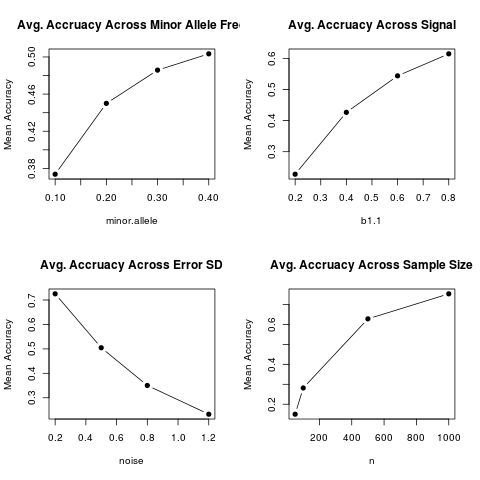 Avg. Accruacy Across Minor Allele Fre
Mean Accuracy
0.38 0.42 0.46 0.50
0.10 0.20 0.30 0.40
minor.allele
Avg. Accruacy Across Signal
Mean Accuracy
0.3 0.4 0.5 0.6
0.2 0.3 0.4 0.5 0.6 0.7 0.8
b1.1
Avg. Accruacy Across Error SD
Mean Accuracy
0.3 0.4 0.5 0.6 0.7
0.2 0.4 0.6 0.8 1.0 1.2
noise
Avg. Accruacy Across Sample Size
Mean Accuracy
0.2 0.4 0.6
200 400 600 800 1000
n